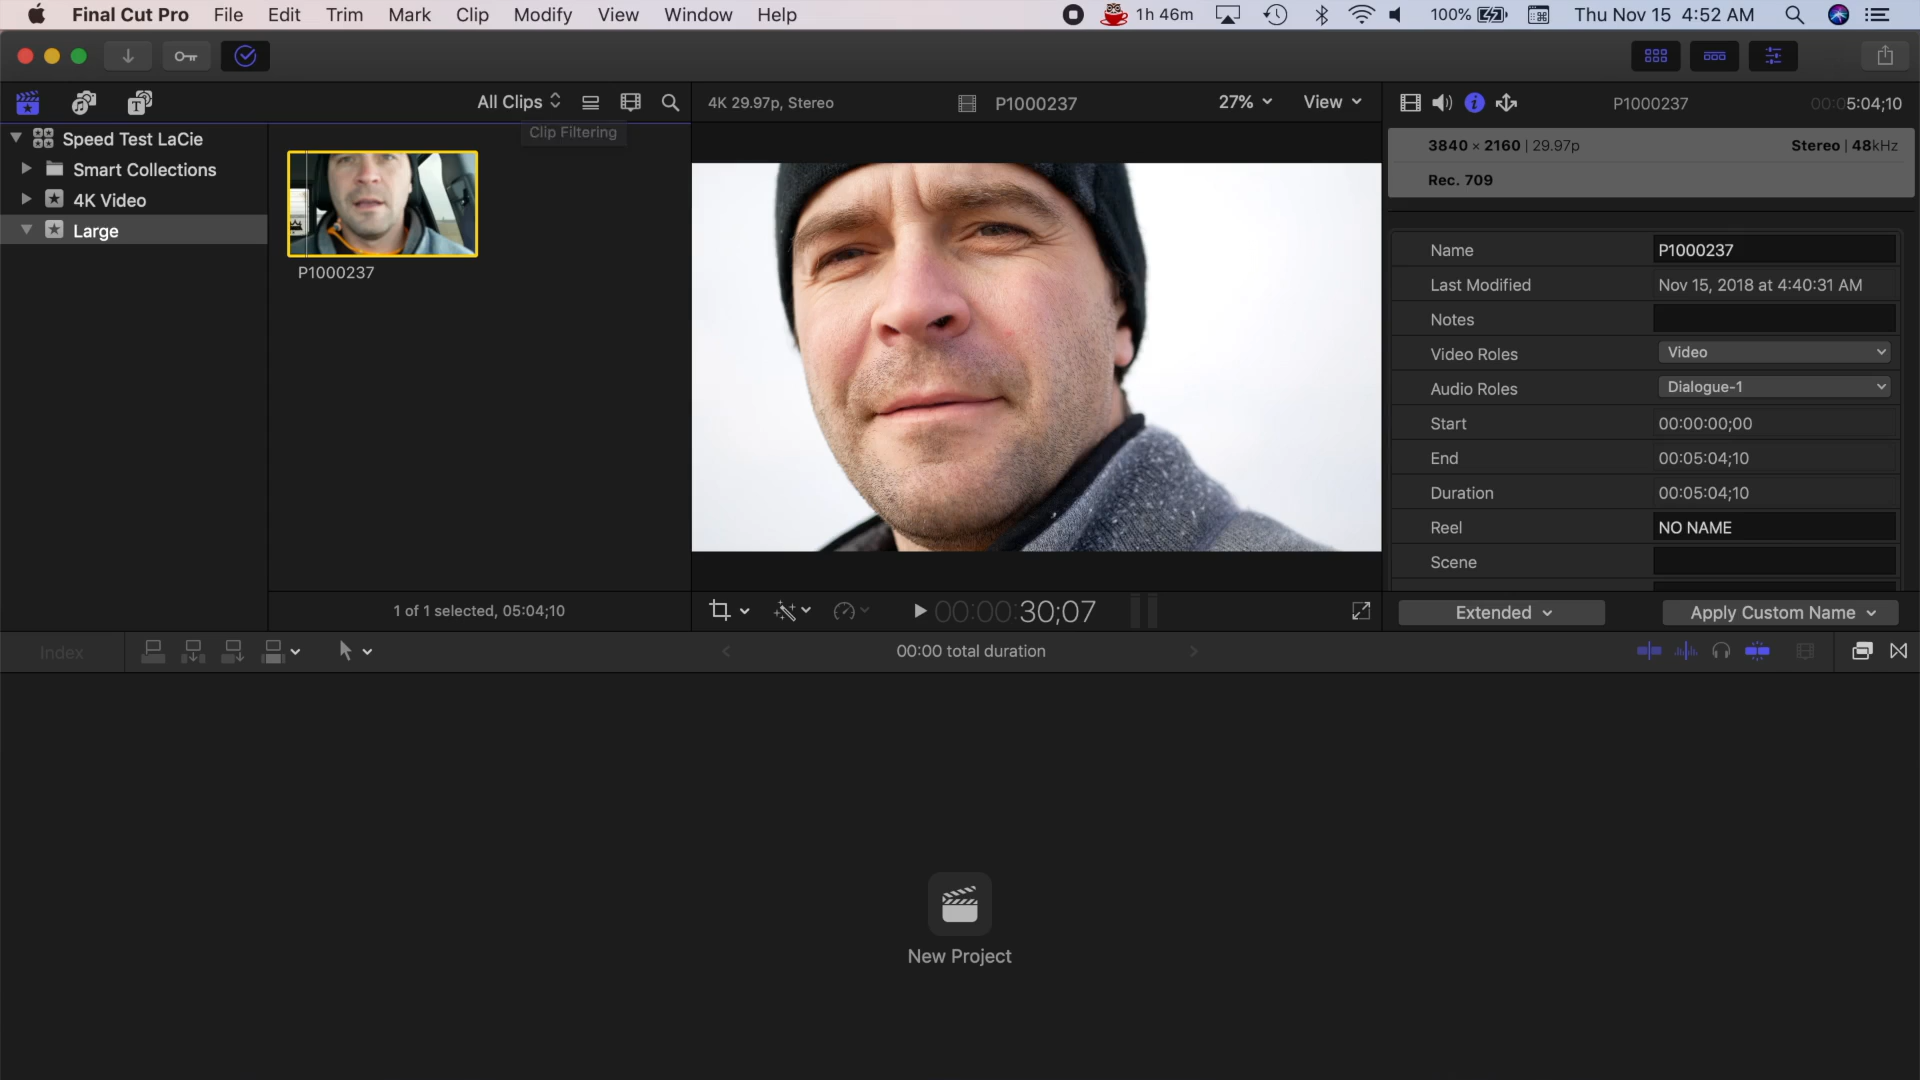 Final Cut Pro File Edit Trim Mark Clip Modify View Window Help 1h 46m 100% Thu Nov 15 4:52 AM
All Clips
4K 29.97p, Stereo P1000237 27% View
P1000237 00:05:04;10
Clip Filtering
Speed Test LaCie
Smart Collections
4K Video
Large
P1000237
1 of 1 selected, 05:04;10
00:00:30;07
3840 × 2160 | 29.97p Stereo | 48kHz
Rec. 709
Name P1000237
Last Modified Nov 15, 2018 at 4:40:31 AM
Notes
Video Roles Video
Audio Roles Dialogue-1
Start 00:00:00;00
End 00:05:04;10
Duration 00:05:04;10
Reel NO NAME
Scene
Extended Apply Custom Name
Index 00:00 total duration
New Project